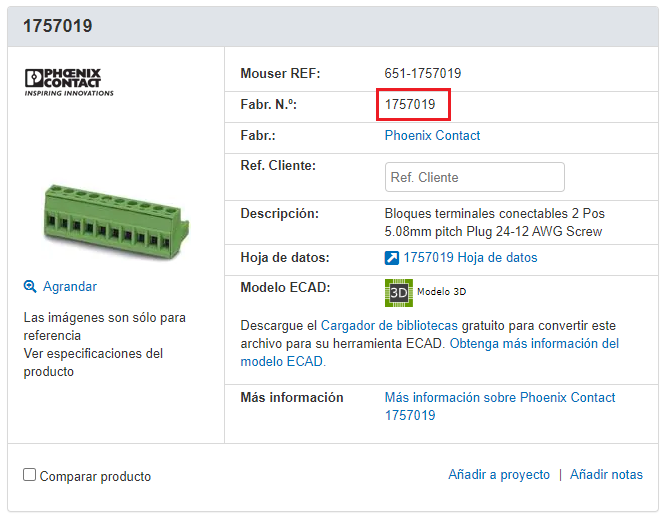 1757019
PHOENIX
CONTACT
INSPIRING INNOVATIONS
Agrandar
Las imágenes son sólo para
referencia
Ver especificaciones del
producto
Mouser REF: 651-1757019
Fabr. N.º: 1757019
Fabr.: Phoenix Contact
Ref. Cliente: Ref. Cliente
Descripción: Bloques terminales conectables 2 Pos
5.08mm pitch Plug 24-12 AWG Screw
Hoja de datos: 1757019 Hoja de datos
Modelo ECAD: 3D Modelo 3D
Descargue el Cargador de bibliotecas gratuito para convertir este
archivo para su herramienta ECAD. Obtenga más información del
modelo ECAD.
Más información Más información sobre Phoenix Contact
1757019
Comparar producto
Añadir a proyecto | Añadir notas